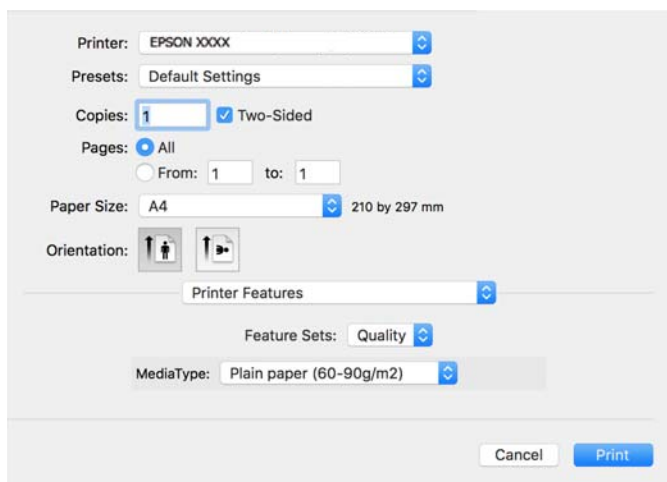 Printer: EPSON XXXX
Presets: Default Settings
Copies: 1 Two-Sided
Pages: All
From: 1 to: 1
Paper Size: A4 210 by 297 mm
Orientation:
Printer Features
Feature Sets: Quality
MediaType: Plain paper (60-90g/m2)
Cancel Print